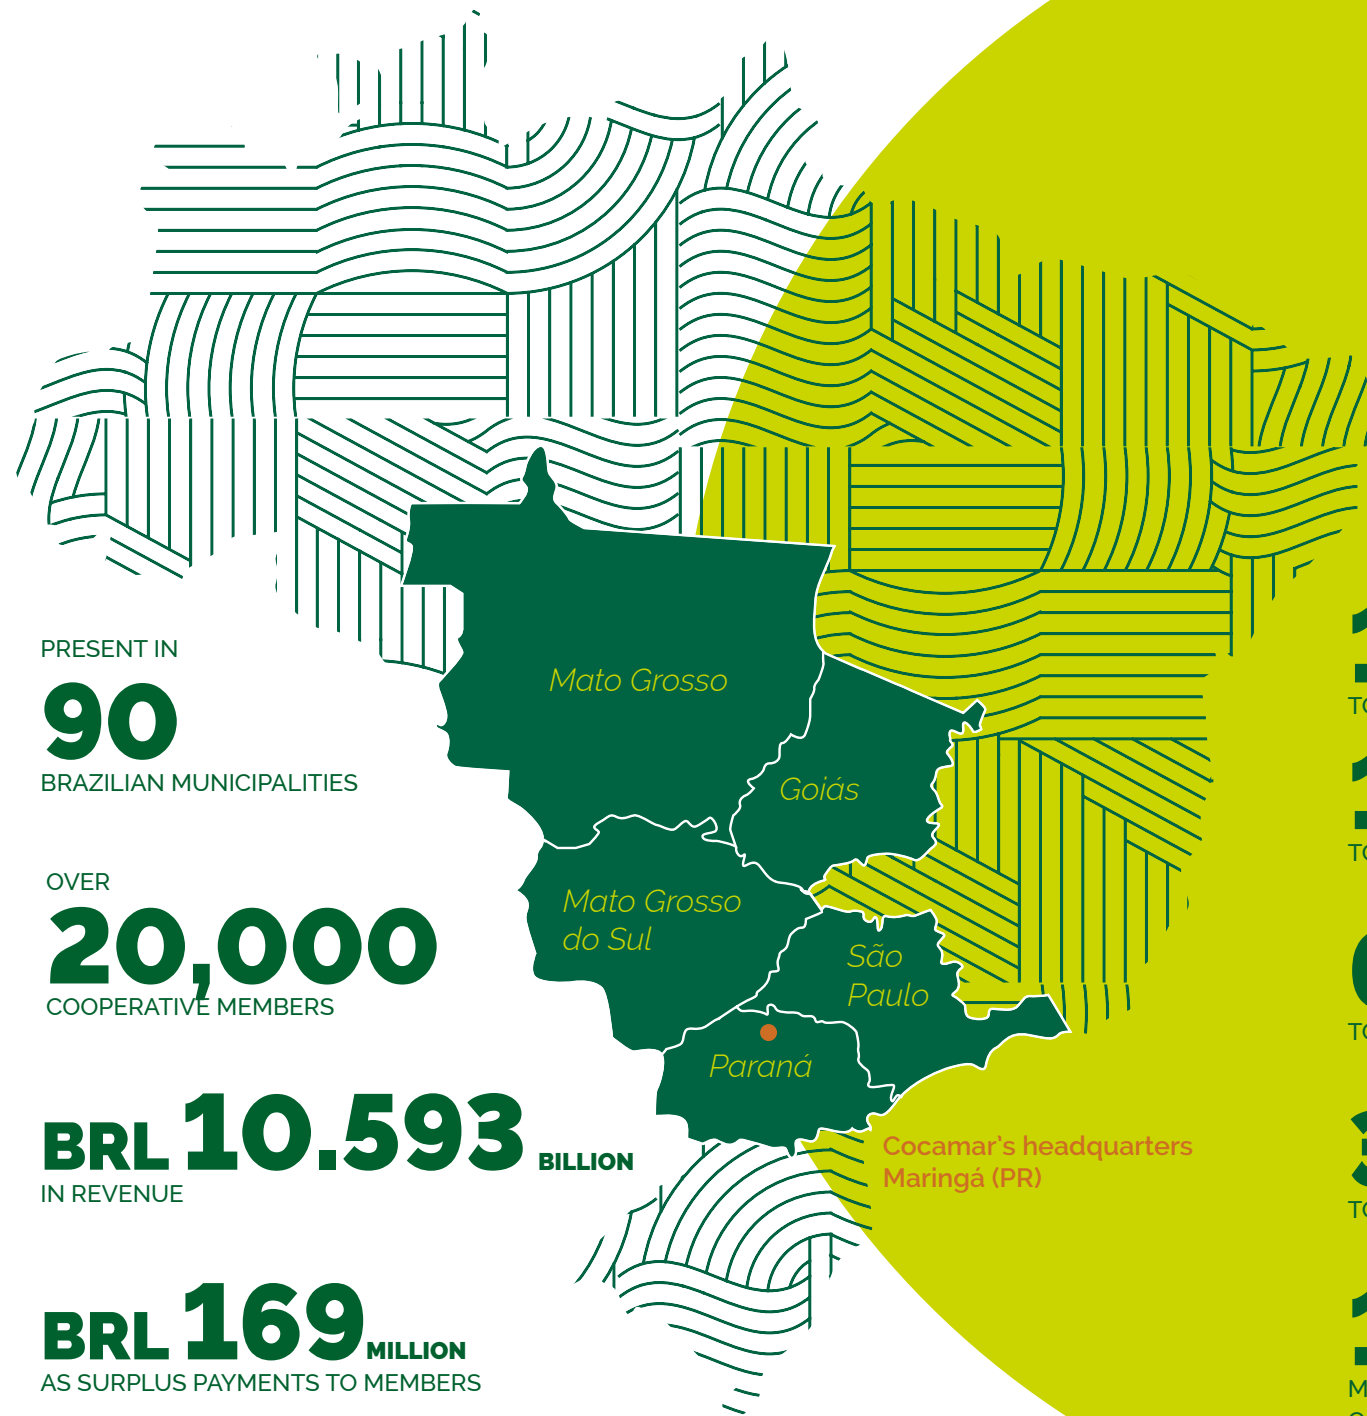 PRESENT IN
90
BRAZILIAN MUNICIPALITIES
OVER
20,000
COOPERATIVE MEMBERS
BRL 10.593 BILLION
IN REVENUE
BRL 169 MILLION
AS SURPLUS PAYMENTS TO MEMBERS
Mato Grosso
Goiás
Mato Grosso
do Sul
São
Paulo
Paraná
Cocamar's headquarters
Maringá (PR)